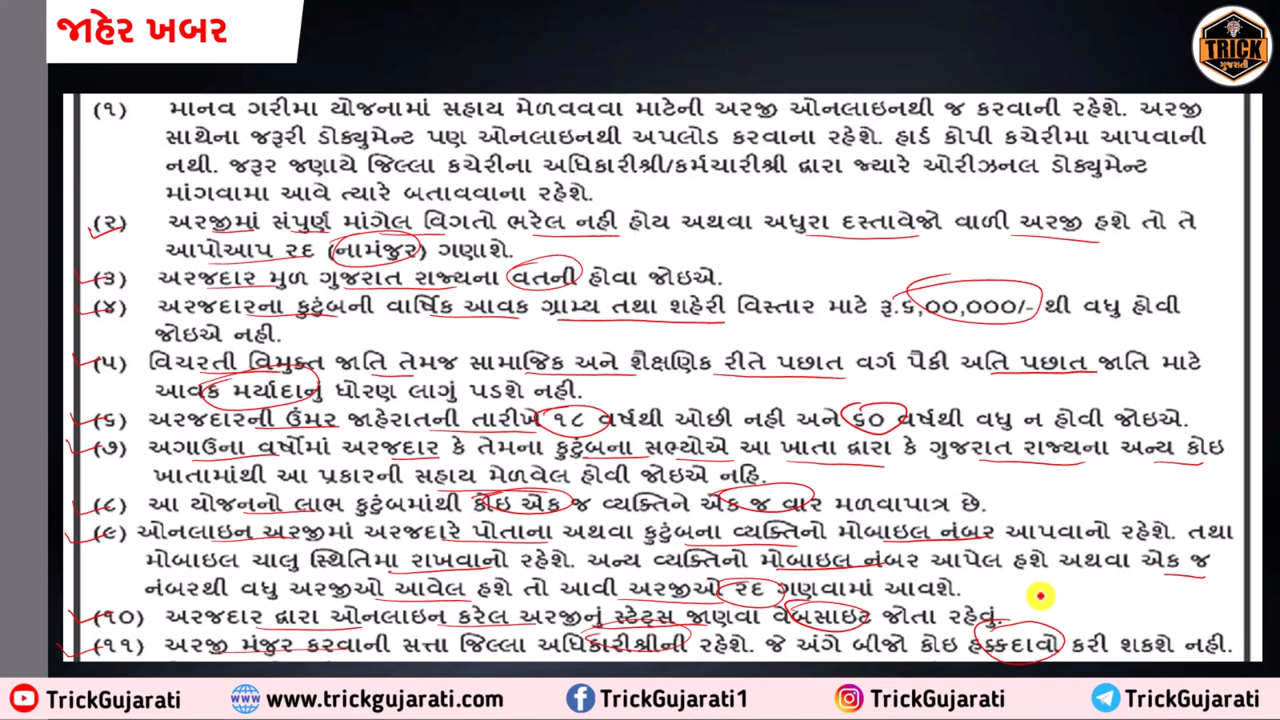 જાહેર ખબર
TRICK
ગુજરાતી
(૧) માનવ ગરીમા યોજનામાં સહાય મેળવવવા માટેની અરજી ઓનલાઇનથી જ કરવાની રહેશે. અરજી
સાથેના જરૂરી ડોક્યુમેન્ટ પણ ઓનલાઇનથી અપલોડ કરવાના રહેશે. હાર્ડ કોપી કચેરીમા આપવાની
નથી. જરૂર જણાયે જિલ્લા કચેરીના અધિકારીશ્રી/કર્મચારીશ્રી દ્વારા જ્યારે ઓરીઝનલ ડોક્યુમેન્ટ
માંગવામા આવે ત્યારે બતાવવાના રહેશે.
(૨) અરજીમાં સંપુર્ણ માંગેલ વિગતો ભરેલ નહી હોય અથવા અધુરા દસ્તાવેજો વાળી અરજી હશે તો તે
આપોઆપ રદ (નામંજુર) ગણાશે.
(૩) અરજદાર મુળ ગુજરાત રાજ્યના વતની હોવા જોઇએ.
(૪) અરજદારના કુટુંબની વાર્ષિક આવક ગ્રામ્ય તથા શહેરી વિસ્તાર માટે રૂ.૬,૦૦,૦૦૦/- થી વધુ હોવી
જોઇએ નહી.
(૫) વિચરતી વિમુક્ત જાતિ તેમજ સામાજિક અને શૈક્ષણિક રીતે પછાત વર્ગ પૈકી અતિ પછાત જાતિ માટે
આવક મર્યાદાનુ ધોરણ લાગું પડશે નહી.
(૬) અરજદારની ઉંમર જાહેરાતની તારીખે ૧૮ વર્ષથી ઓછી નહી અને ૬૦ વર્ષથી વધુ ન હોવી જોઇએ.
(૭) અગાઉના વર્ષોમાં અરજદાર કે તેમના કુટુંબના સભ્યોએ આ ખાતા દ્વારા કે ગુજરાત રાજ્યના અન્ય કોઇ
ખાતામાંથી આ પ્રકારની સહાય મેળવેલ હોવી જોઇએ નહિ.
(૮) આ યોજનનો લાભ કુટુંબમાંથી કોઇ એક જ વ્યક્તિને એક જ વાર મળવાપાત્ર છે.
(૯) ઓનલાઇન અરજીમાં અરજદારે પોતાના અથવા કુટુંબના વ્યક્તિનો મોબાઇલ નંબર આપવાનો રહેશે. તથા
મોબાઇલ ચાલુ સ્થિતિમા રાખવાનો રહેશે. અન્ય વ્યક્તિનો મોબાઇલ નંબર આપેલ હશે અથવા એક જ
નંબરથી વધુ અરજીઓ આવેલ હશે તો આવી અરજીઓ રદ ગણવામાં આવશે.
(૧૦) અરજદાર દ્વારા ઓનલાઇન કરેલ અરજીનું સ્ટેટ્સ જાણવા વેબસાઇટ જોતા રહેવું.
(૧૧) અરજી મંજુર કરવાની સત્તા જિલ્લા અધિકારીશ્રીની રહેશે. જે અંગે બીજો કોઇ હક્કદાવો કરી શકશે નહી.
TrickGujarati www.trickgujarati.com TrickGujarati1 TrickGujarati TrickGujarati